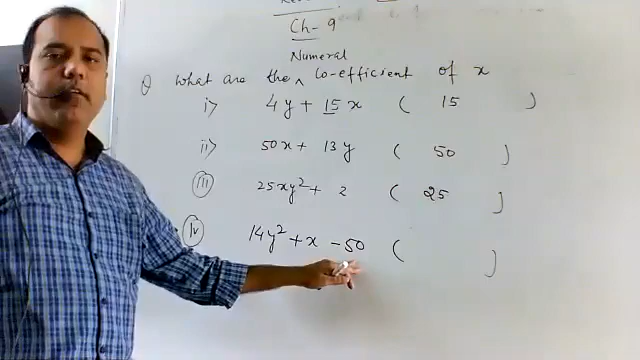 Ch-9
Numeral
Q What are the ^ co-efficient of x
i) 4y + 15x ( 15 )
ii) 50x + 13y ( 50 )
iii) 25xy² + 2 ( 25 )
iv 14y² + x - 50 ( )